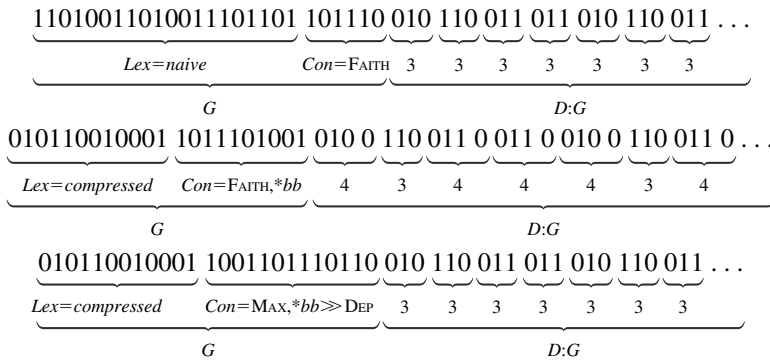 11010011010011101101 101110 010 110 011 011 010 110 011 ...
Lex=naive Con=FAITH 3 3 3 3 3 3 3
G D:G
010110010001 1011101001 010 0 110 011 0 011 0 010 0 110 011 0 ...
Lex=compressed Con=FAITH,*bb 4 3 4 4 4 3 4
G D:G
010110010001 1001101110110 010 110 011 011 010 110 011 ...
Lex=compressed Con=MAX,*bb≫DEP 3 3 3 3 3 3 3
G D:G